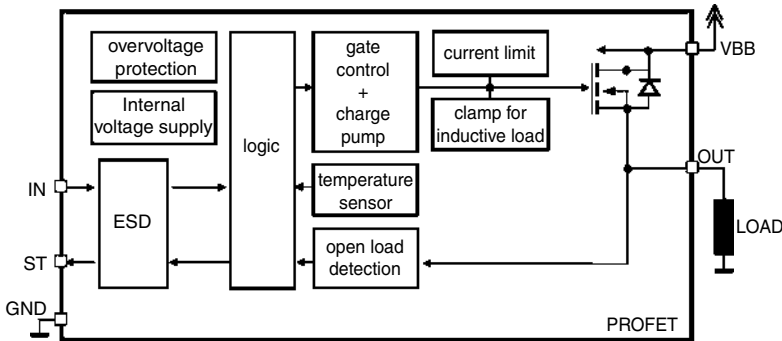 overvoltage
protection
Internal
voltage supply
logic
gate
control
+
charge
pump
current limit
clamp for
inductive load
VBB
IN
ESD
temperature
sensor
OUT
LOAD
ST
open load
detection
GND
PROFET